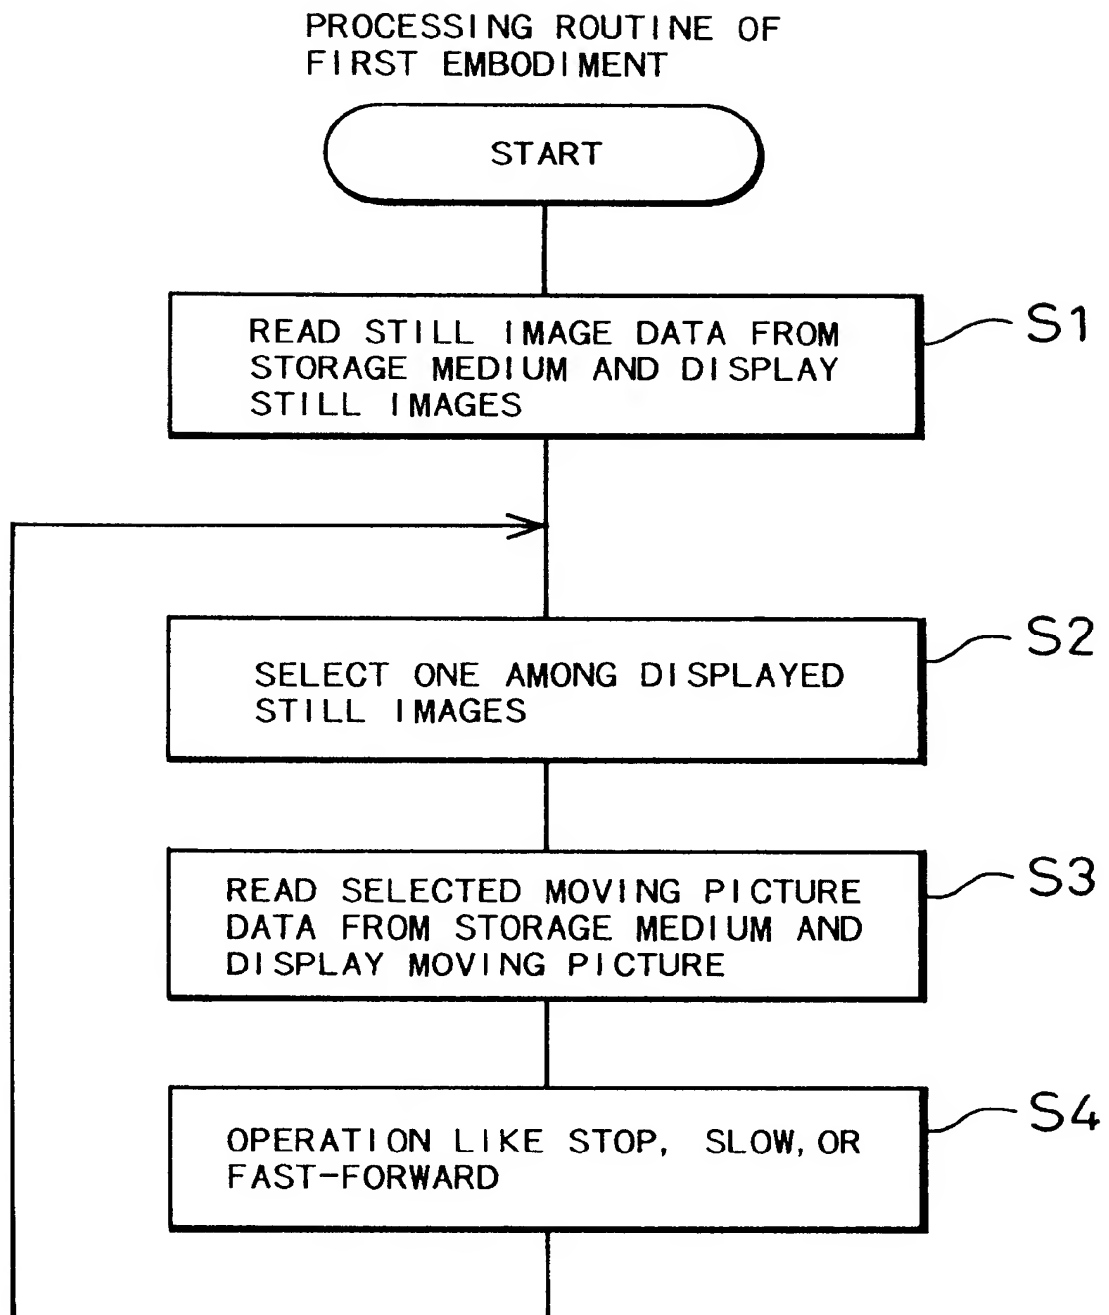 PROCESSING ROUTINE OF
FIRST EMBODIMENT
START
READ STILL IMAGE DATA FROM
STORAGE MEDIUM AND DISPLAY
STILL IMAGES
S1
SELECT ONE AMONG DISPLAYED
STILL IMAGES
S2
READ SELECTED MOVING PICTURE
DATA FROM STORAGE MEDIUM AND
DISPLAY MOVING PICTURE
S3
OPERATION LIKE STOP, SLOW, OR
FAST-FORWARD
S4